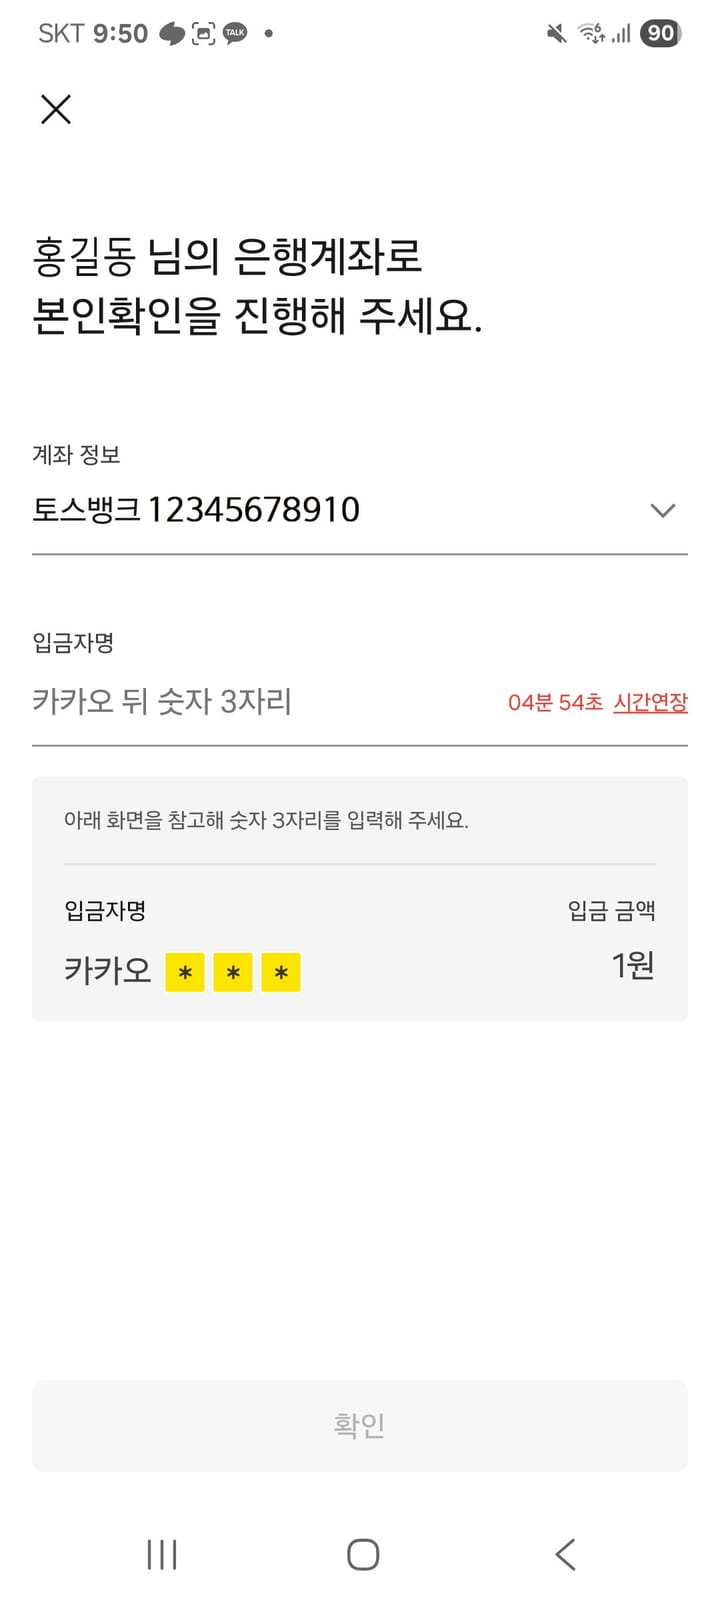 SKT 9:50 TALK 90
홍길동 님의 은행계좌로
본인확인을 진행해 주세요.
계좌 정보
토스뱅크 12345678910
입금자명
카카오 뒤 숫자 3자리 04분 54초 시간연장
아래 화면을 참고해 숫자 3자리를 입력해 주세요.
입금자명 입금 금액
카카오 * * * 1원
확인